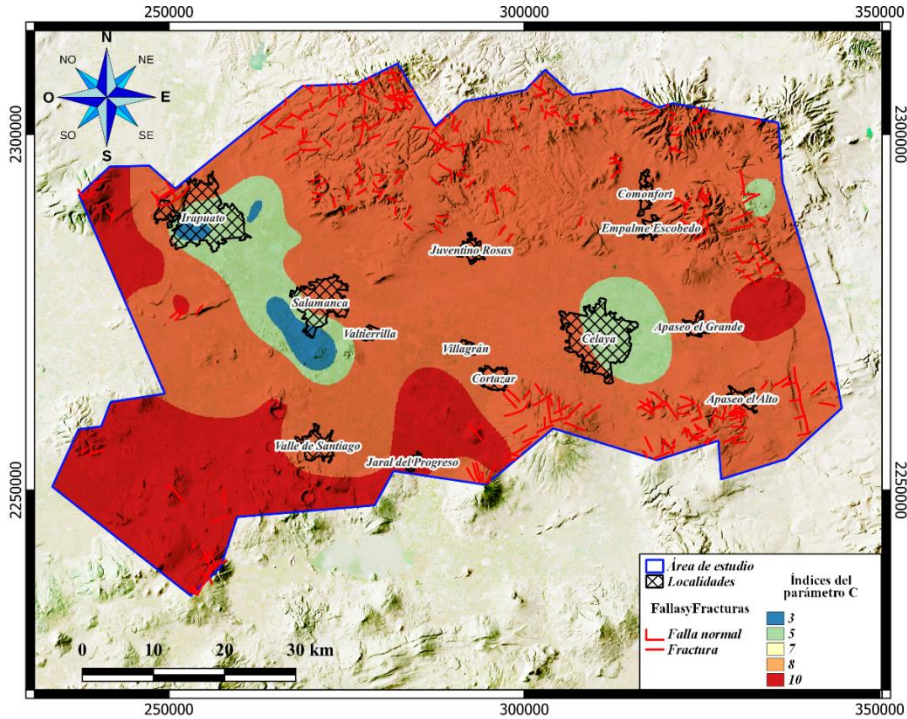 250000
300000
350000
N
NO
NE
O
E
SO
SE
S
2300000
2300000
Irapuato
Comonfort
Empalme Escobedo
Juventino Rosas
Salamanca
Valtierrilla
Villagrán
Celaya
Apaseo el Grande
Cortazar
Apaseo el Alto
Valle de Santiago
Jaral del Progreso
2250000
2250000
Área de estudio
Localidades
FallasyFracturas
Falla normal
Fractura
Índices del
parámetro C
3
5
7
8
10
0
10
20
30 km
250000
300000
350000